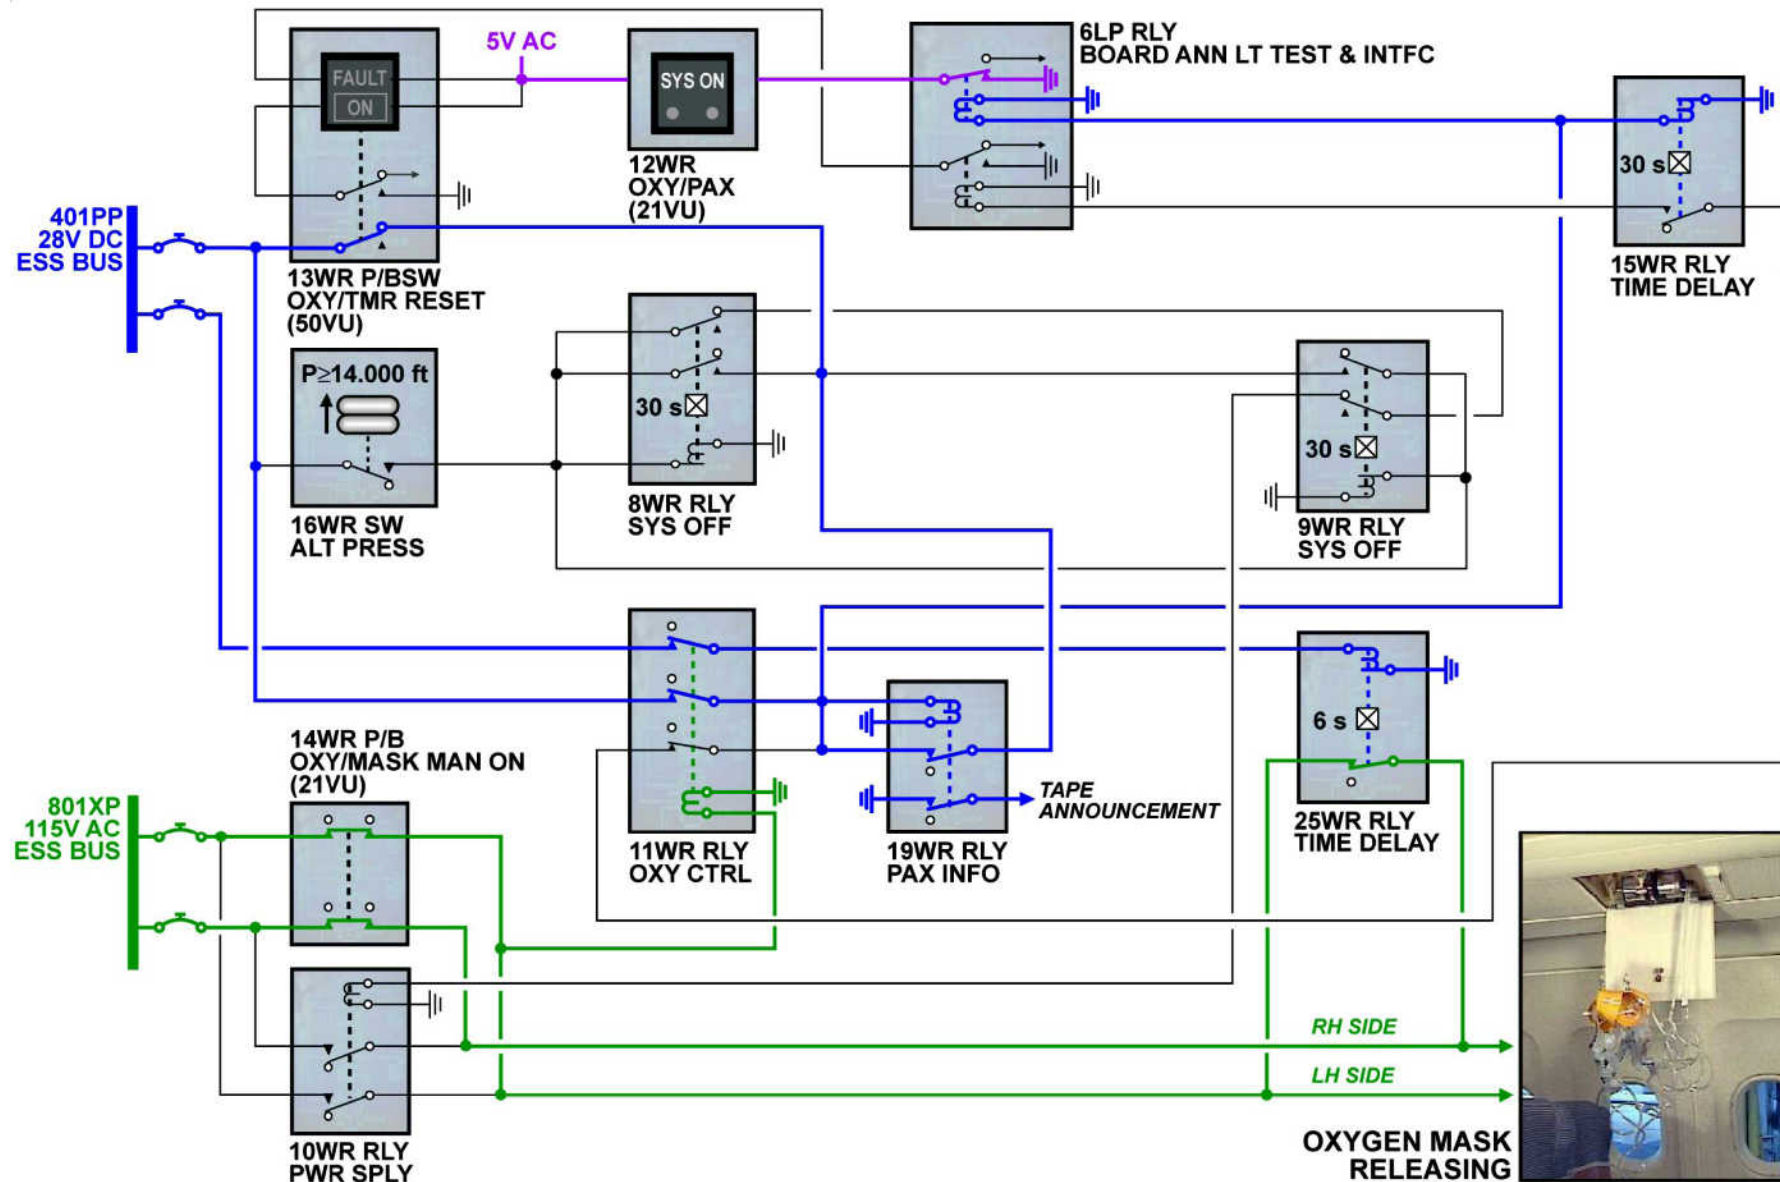 5V AC
FAULT
ON
SYS ON
12WR
OXY/PAX
(21VU)
6LP RLY
BOARD ANN LT TEST & INTFC
30 s
15WR RLY
TIME DELAY
401PP
28V DC
ESS BUS
13WR P/BSW
OXY/TMR RESET
(50VU)
P≥14.000 ft
16WR SW
ALT PRESS
30 s
8WR RLY
SYS OFF
30 s
9WR RLY
SYS OFF
14WR P/B
OXY/MASK MAN ON
(21VU)
801XP
115V AC
ESS BUS
11WR RLY
OXY CTRL
19WR RLY
PAX INFO
TAPE
ANNOUNCEMENT
6 s
25WR RLY
TIME DELAY
10WR RLY
PWR SPLY
RH SIDE
LH SIDE
OXYGEN MASK
RELEASING